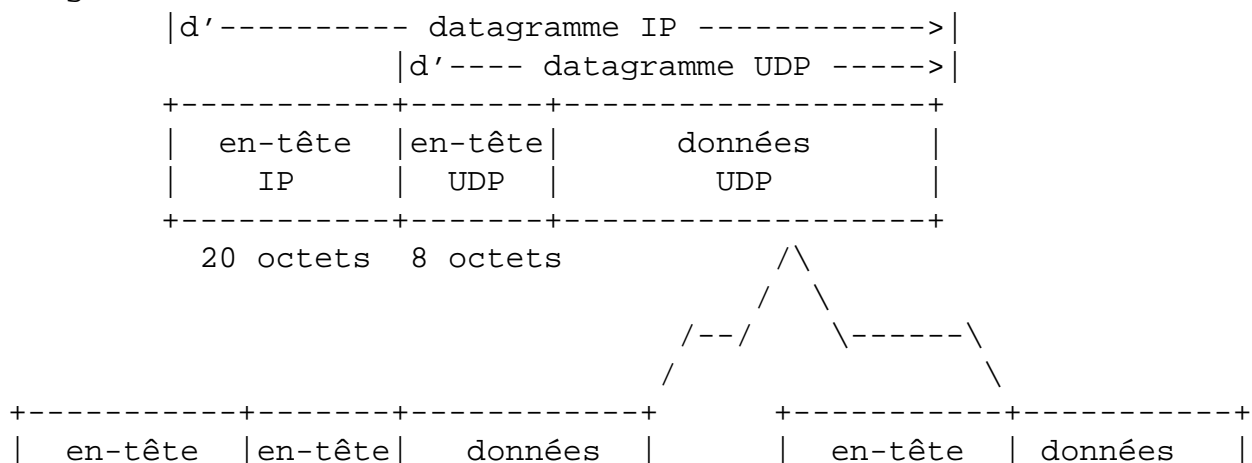 |d'---------- datagramme IP ------------>|
|d'---- datagramme UDP ----->|
+-----------+-------+------------------+
| en-tête |en-tête| données |
| IP | UDP | UDP |
+-----------+-------+------------------+
20 octets 8 octets /\
/ \
/--/ \------\
/ \
+-----------+-------+------------+ +-----------+-----------+
| en-tête |en-tête| données | | en-tête | données |